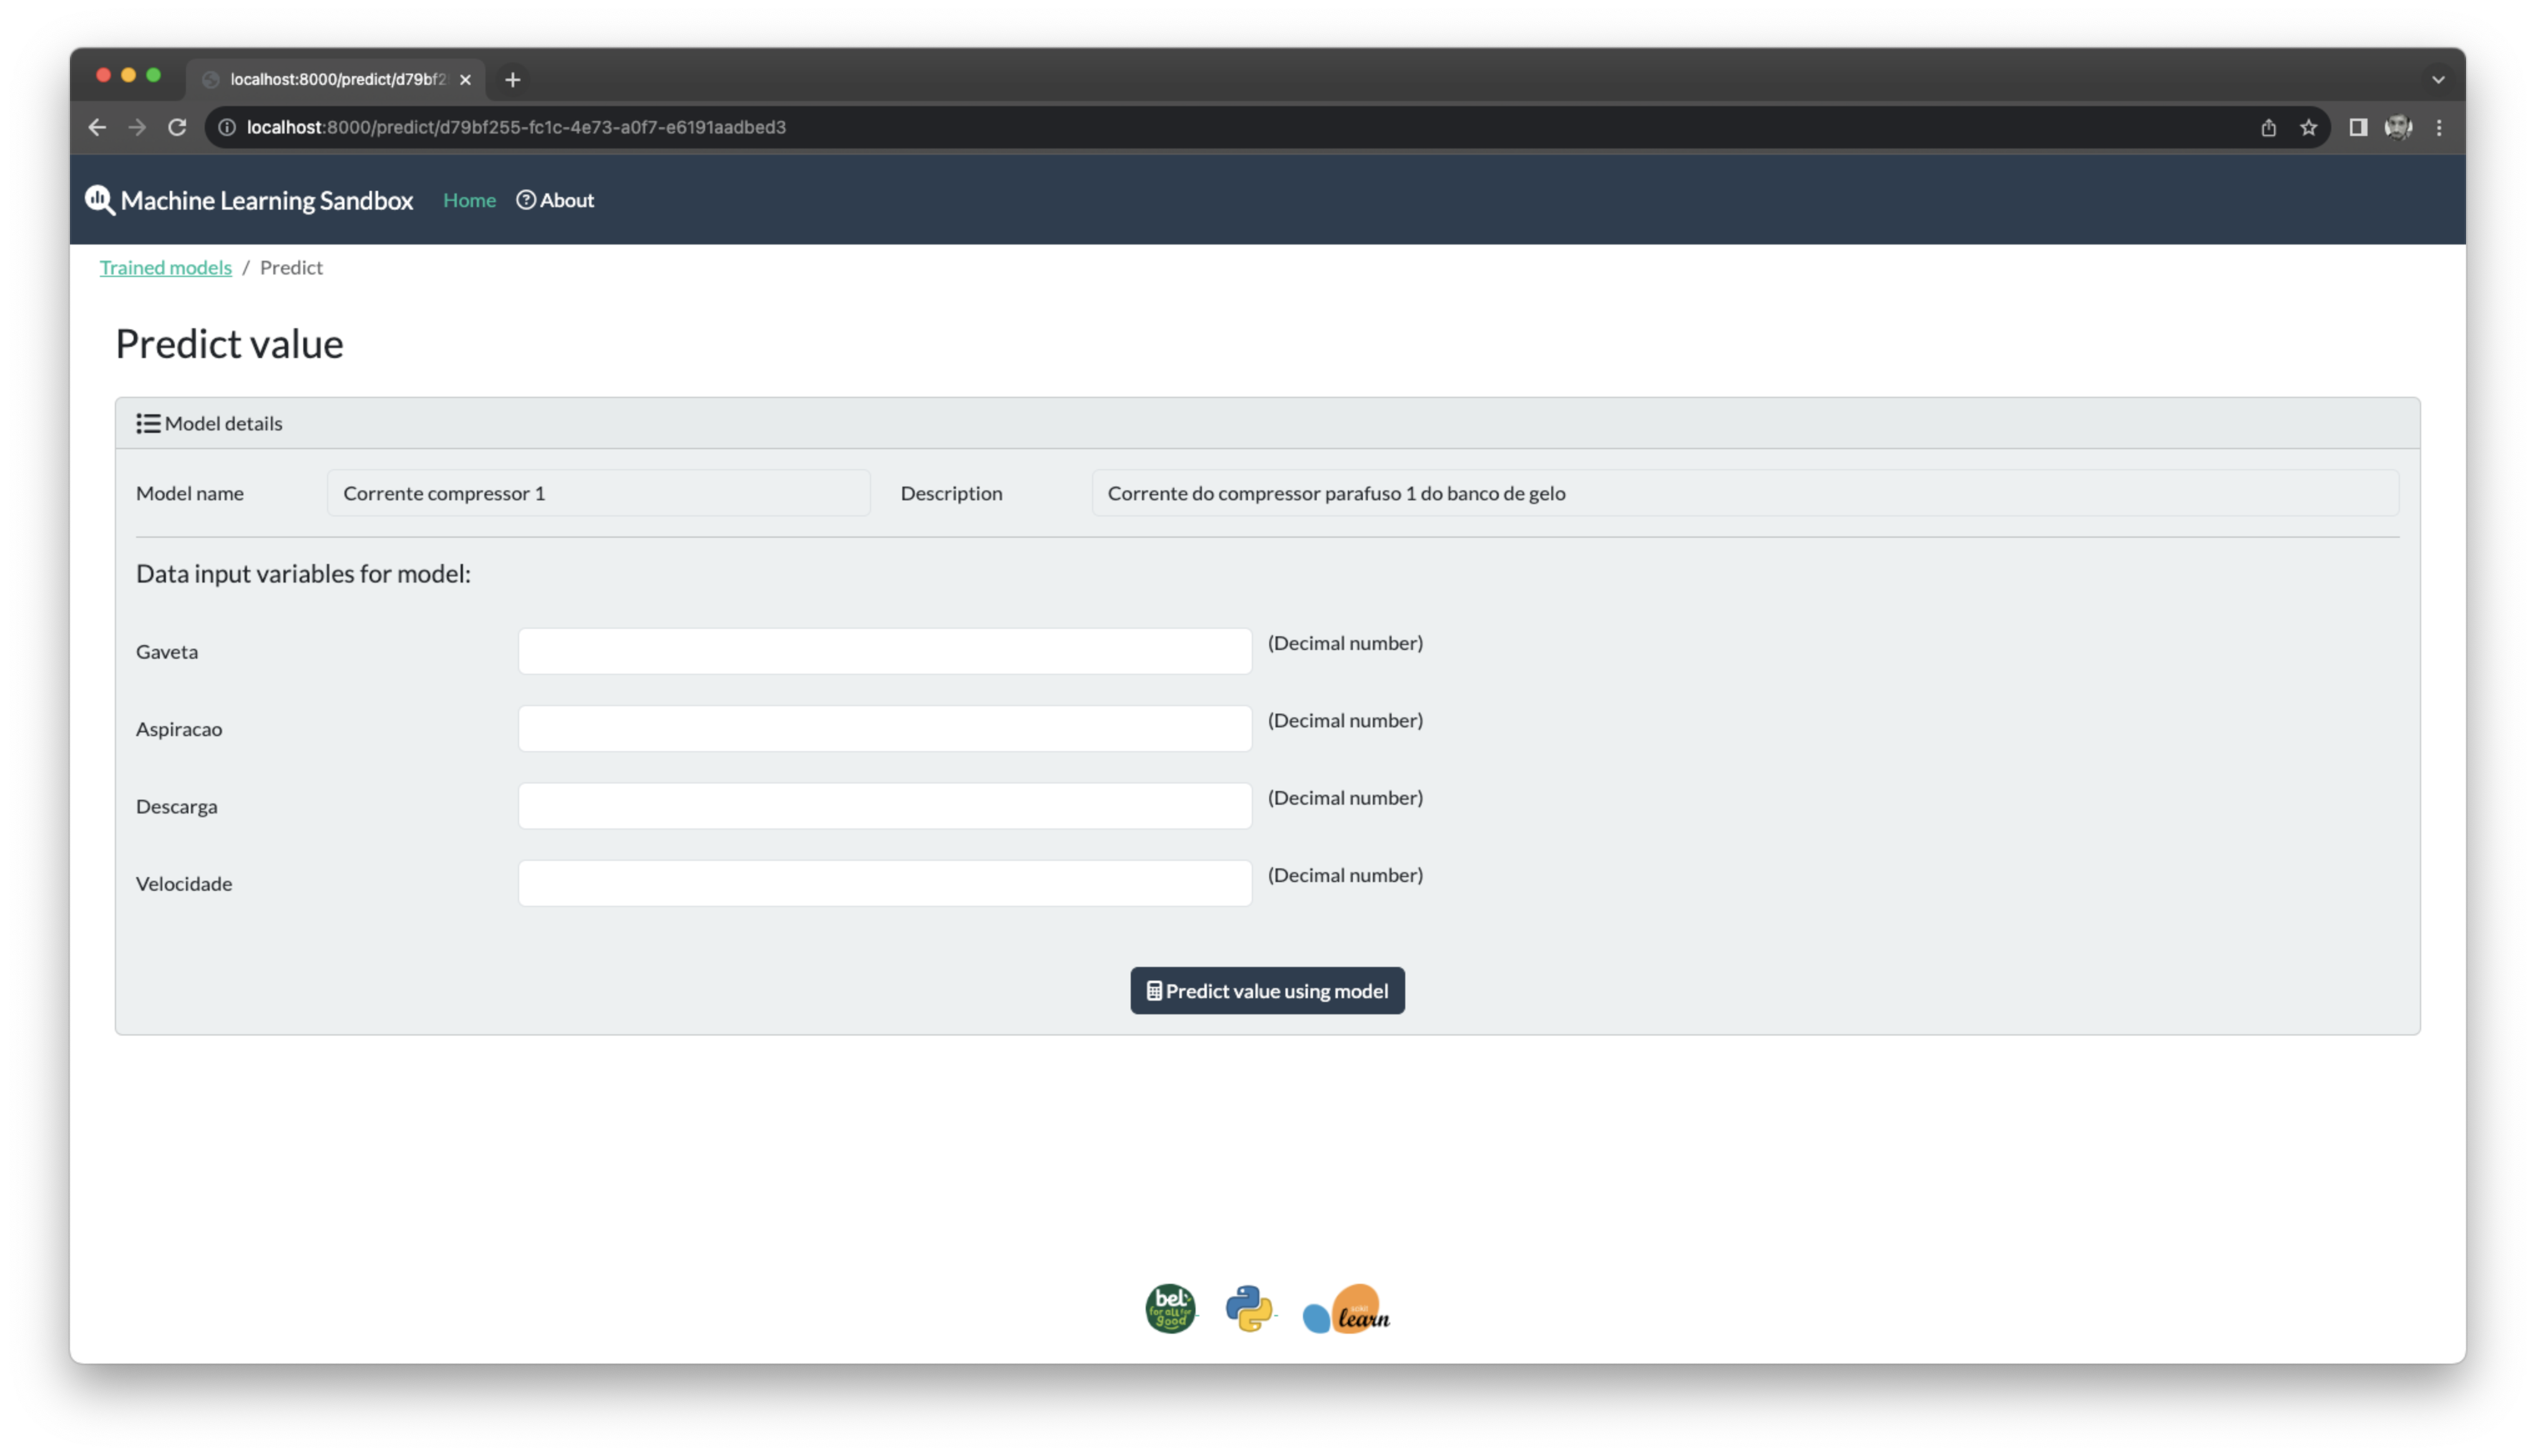 localhost:8000/predict/d79bf2
localhost:8000/predict/d79bf255-fc1c-4e73-a0f7-e6191aadbed3
Machine Learning Sandbox Home About
Trained models / Predict
Predict value
Model details
Model name Corrente compressor 1 Description Corrente do compressor parafuso 1 do banco de gelo
Data input variables for model:
Gaveta (Decimal number)
Aspiracao (Decimal number)
Descarga (Decimal number)
Velocidade (Decimal number)
Predict value using model
bel
for all for
good
scikit
learn